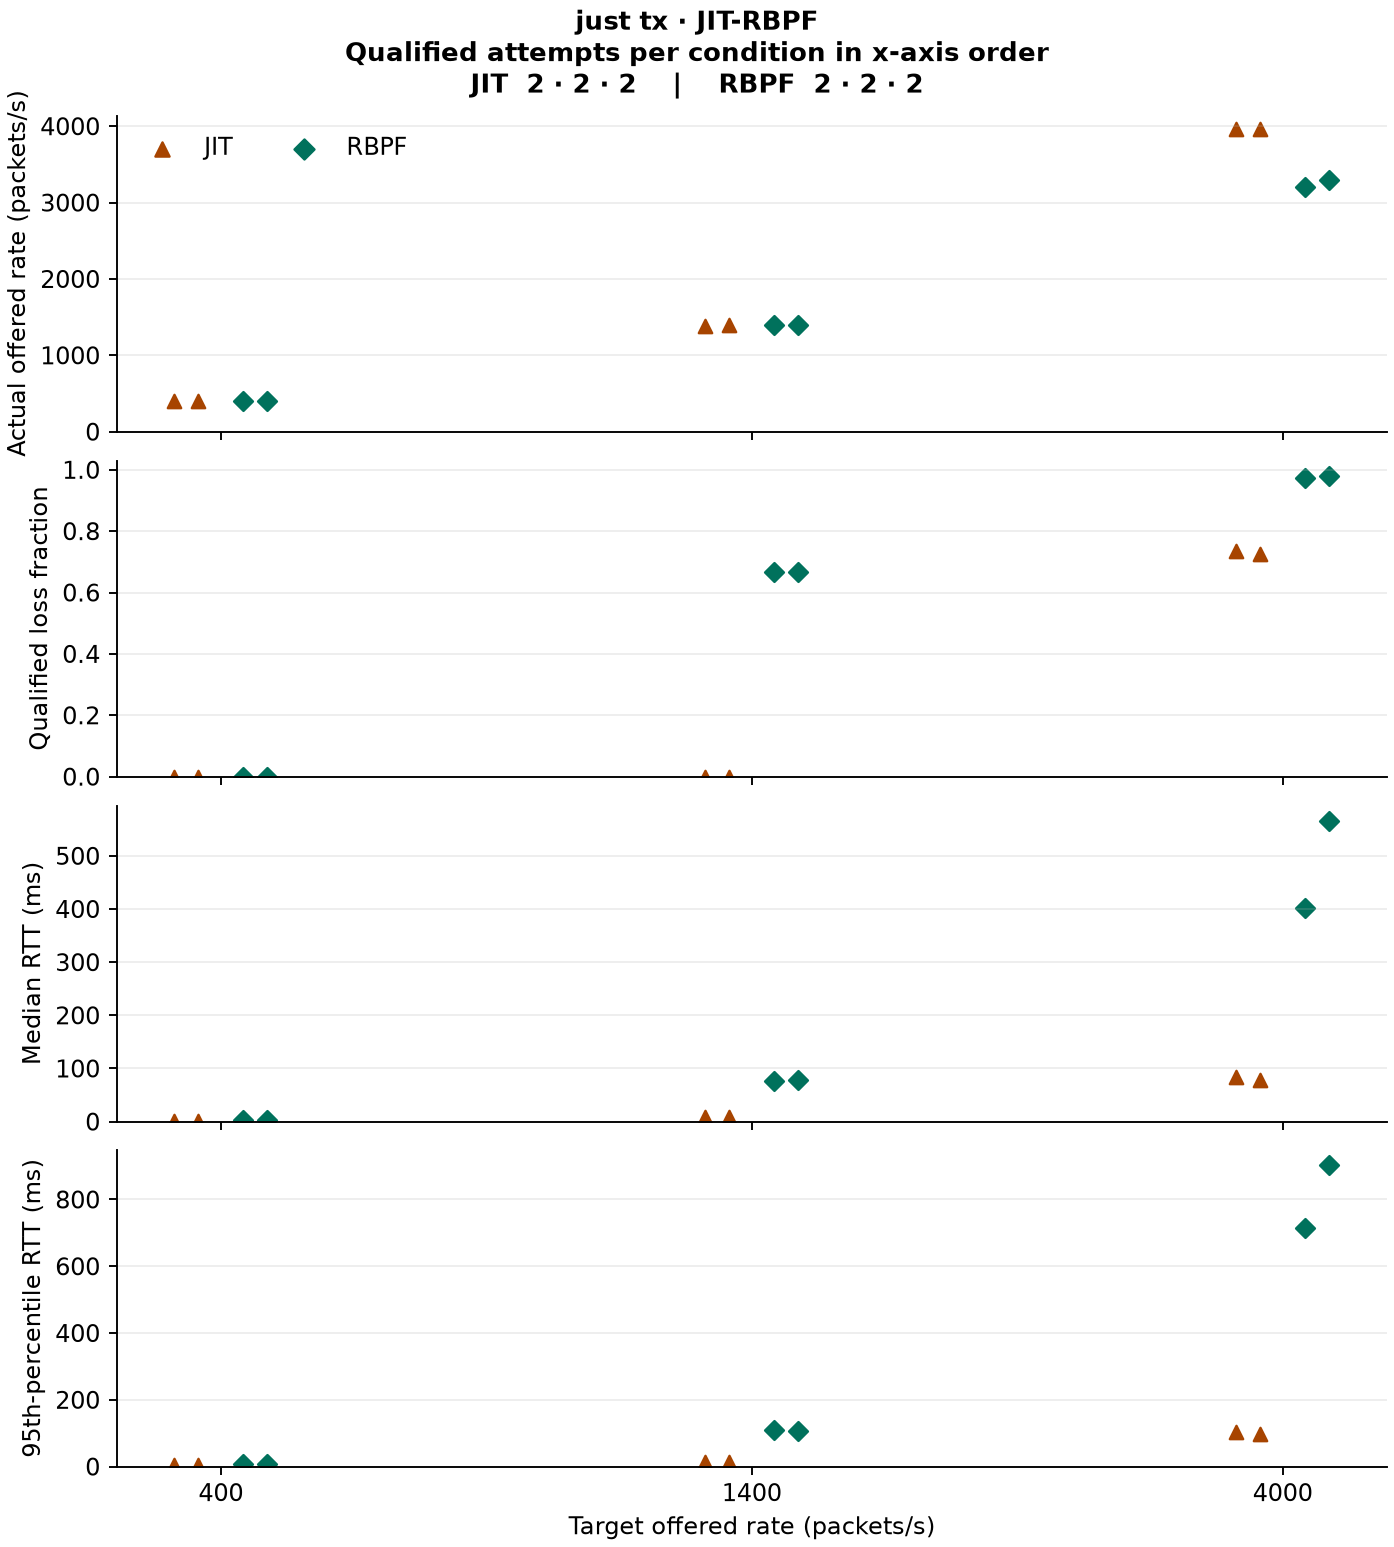 just tx · JIT-RBPF
Qualified attempts per condition in x-axis order
JIT  2 · 2 · 2    |    RBPF  2 · 2 · 2
Actual offered rate (packets/s)
4000
3000
2000
1000
0
JIT
RBPF
Qualified loss fraction
1.0
0.8
0.6
0.4
0.2
0.0
Median RTT (ms)
500
400
300
200
100
0
95th-percentile RTT (ms)
800
600
400
200
0
400
1400
4000
Target offered rate (packets/s)